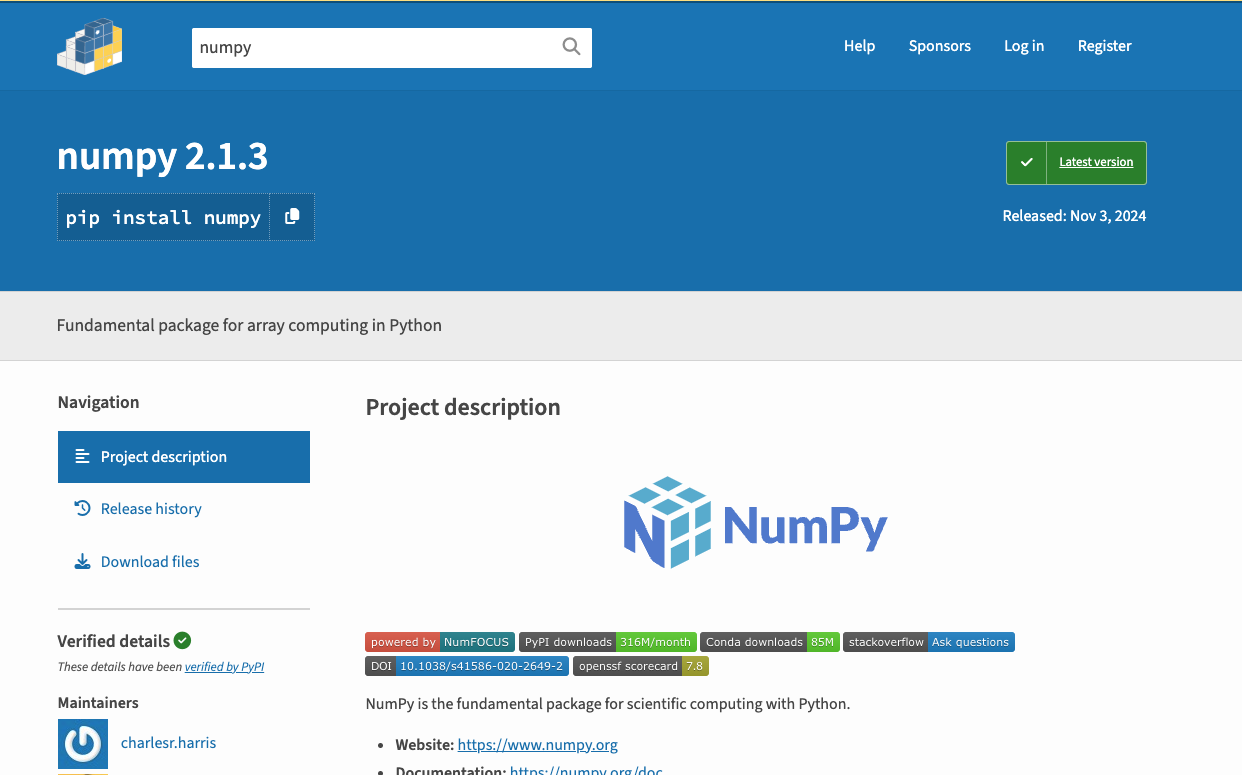 numpy
Help Sponsors Log in Register
numpy 2.1.3
Latest version
pip install numpy
Released: Nov 3, 2024
Fundamental package for array computing in Python
Navigation
Project description
Release history
Download files
Verified details
These details have been verified by PyPI
Maintainers
charlesr.harris
Project description
NumPy
powered by NumFOCUS PyPI downloads 316M/month Conda downloads 85M stackoverflow Ask questions
DOI 10.1038/s41586-020-2649-2 openssf scorecard 7.8
NumPy is the fundamental package for scientific computing with Python.
• Website: https://www.numpy.org
• Documentation: https://numpy.org/doc